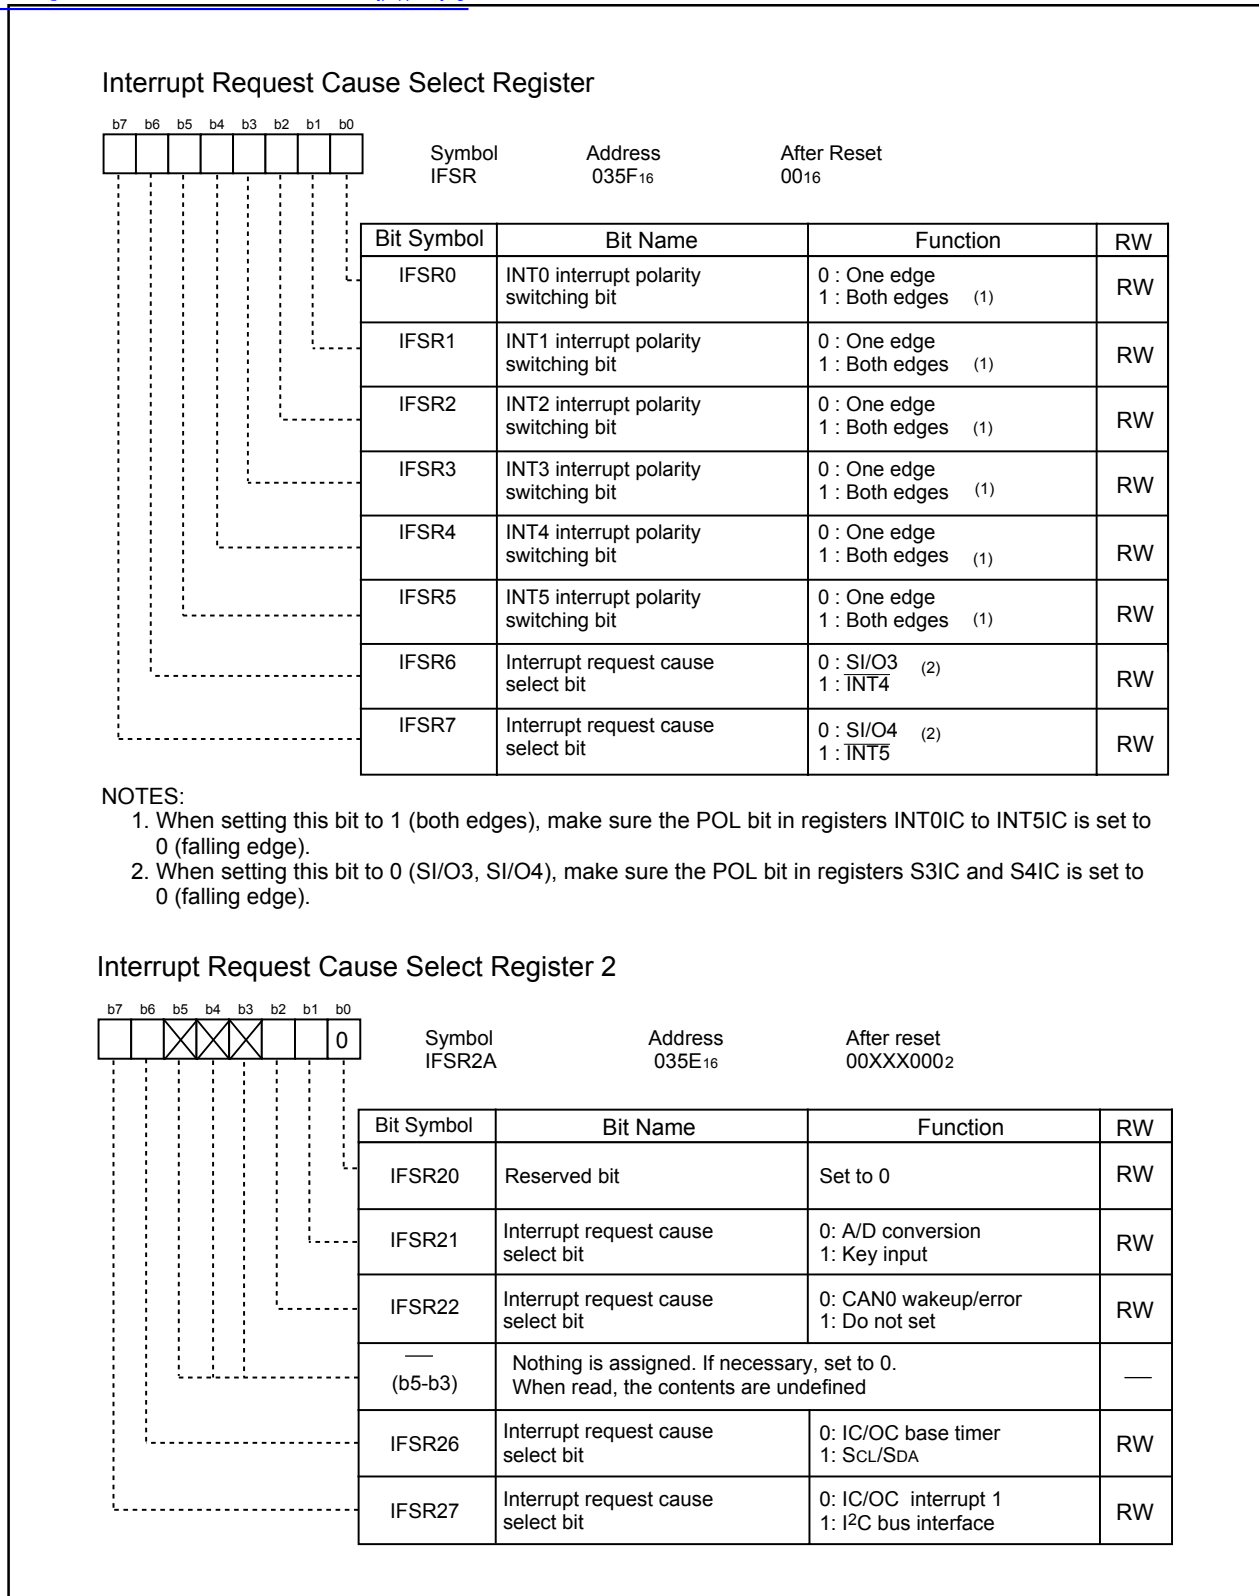 Interrupt Request Cause Select Register
b7 b6 b5 b4 b3 b2 b1 b0
Symbol Address After Reset
IFSR 035F16 0016
Bit Symbol Bit Name Function RW
IFSR0 INT0 interrupt polarity switching bit 0 : One edge
1 : Both edges (1) RW
IFSR1 INT1 interrupt polarity switching bit 0 : One edge
1 : Both edges (1) RW
IFSR2 INT2 interrupt polarity switching bit 0 : One edge
1 : Both edges (1) RW
IFSR3 INT3 interrupt polarity switching bit 0 : One edge
1 : Both edges (1) RW
IFSR4 INT4 interrupt polarity switching bit 0 : One edge
1 : Both edges (1) RW
IFSR5 INT5 interrupt polarity switching bit 0 : One edge
1 : Both edges (1) RW
IFSR6 Interrupt request cause select bit 0 : SI/O3 (2)
1 : INT4 RW
IFSR7 Interrupt request cause select bit 0 : SI/O4 (2)
1 : INT5 RW
NOTES:
1. When setting this bit to 1 (both edges), make sure the POL bit in registers INT0IC to INT5IC is set to
0 (falling edge).
2. When setting this bit to 0 (SI/O3, SI/O4), make sure the POL bit in registers S3IC and S4IC is set to
0 (falling edge).
Interrupt Request Cause Select Register 2
b7 b6 b5 b4 b3 b2 b1 b0
0
Symbol Address After reset
IFSR2A 035E16 00XXX0002
Bit Symbol Bit Name Function RW
IFSR20 Reserved bit Set to 0 RW
IFSR21 Interrupt request cause select bit 0: A/D conversion
1: Key input RW
IFSR22 Interrupt request cause select bit 0: CAN0 wakeup/error
1: Do not set RW
— (b5-b3) Nothing is assigned. If necessary, set to 0.
When read, the contents are undefined —
IFSR26 Interrupt request cause select bit 0: IC/OC base timer
1: SCL/SDA RW
IFSR27 Interrupt request cause select bit 0: IC/OC interrupt 1
1: I2C bus interface RW